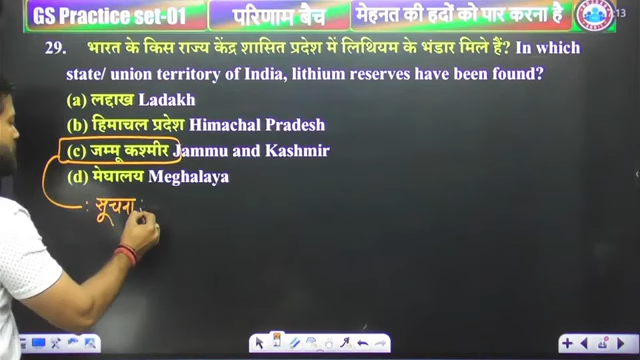 GS Practice set-01 परिणाम बैच मेहनत की हदों को पार करना है
:13
29. भारत के किस राज्य केंद्र शासित प्रदेश में लिथियम के भंडार मिले हैं? In which
state/ union territory of India, lithium reserves have been found?
(a) लद्दाख Ladakh
(b) हिमाचल प्रदेश Himachal Pradesh
(c) जम्मू कश्मीर Jammu and Kashmir
(d) मेघालय Meghalaya
: सूचना :